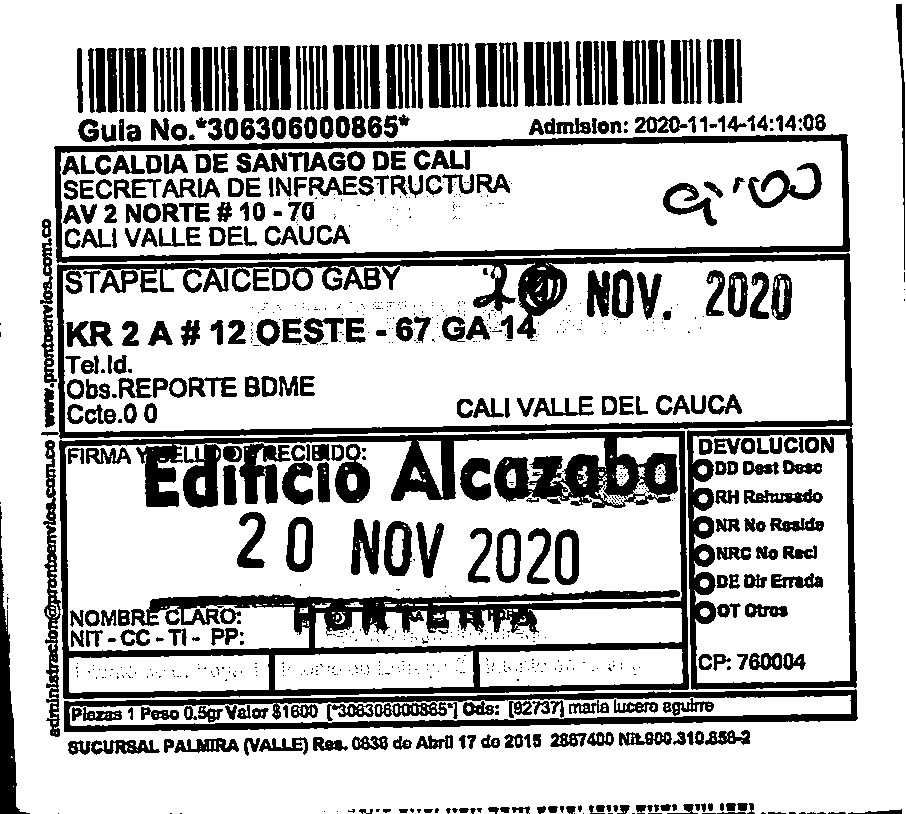 Guia No.*306306000865*
Admision: 2020-11-14-14:14:08
ALCALDIA DE SANTIAGO DE CALI
SECRETARIA DE INFRAESTRUCTURA
AV 2 NORTE # 10 - 70
CALI VALLE DEL CAUCA
STAPEL CAICEDO GABY
NOV. 2020
KR 2 A # 12 OESTE - 67 GA 14
Tel.Id.
Obs.REPORTE BDME
Ccte.0 0
CALI VALLE DEL CAUCA
FIRMA Y SELLO DE RECIBIDO:
Edificio Alcazaba
20 NOV 2020
PORTERIA
NOMBRE CLARO:
NIT - CC - TI - PP:
DEVOLUCION
DD Dest Desc
RH Rehusado
NR No Reside
NRC No Recl
DE Dir Errada
OT Otros
CP: 760004
Piezas 1 Peso 0.5gr Valor $1600 [*306306000865*] Ods: [92737] maria lucero aguirre
SUCURSAL PALMIRA (VALLE) Res. 0636 de Abril 17 de 2015 2867400 Nit.900.310.856-2
administracion@prontoenvios.com.co | www.prontoenvios.com.co